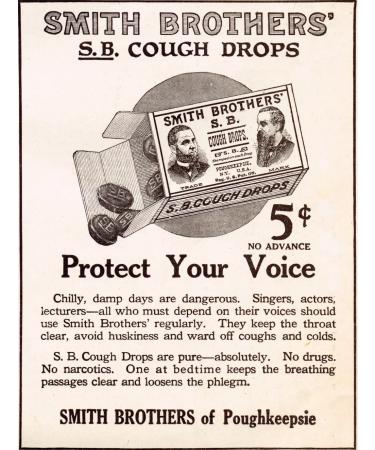 SMITH BROTHERS'
S.B. COUGH DROPS
SMITH BROTHERS'
S. B.
COUGH DROPS.
POUGHKEEPSIE,
N.Y. U.S.A.
TRADE MARK
S.B. COUGH DROPS
SB
5¢
NO ADVANCE
Protect Your Voice
Chilly, damp days are dangerous. Singers, actors,
lecturers—all who must depend on their voices should
use Smith Brothers' regularly. They keep the throat
clear, avoid huskiness and ward off coughs and colds.
S. B. Cough Drops are pure—absolutely. No drugs.
No narcotics. One at bedtime keeps the breathing
passages clear and loosens the phlegm.
SMITH BROTHERS of Poughkeepsie